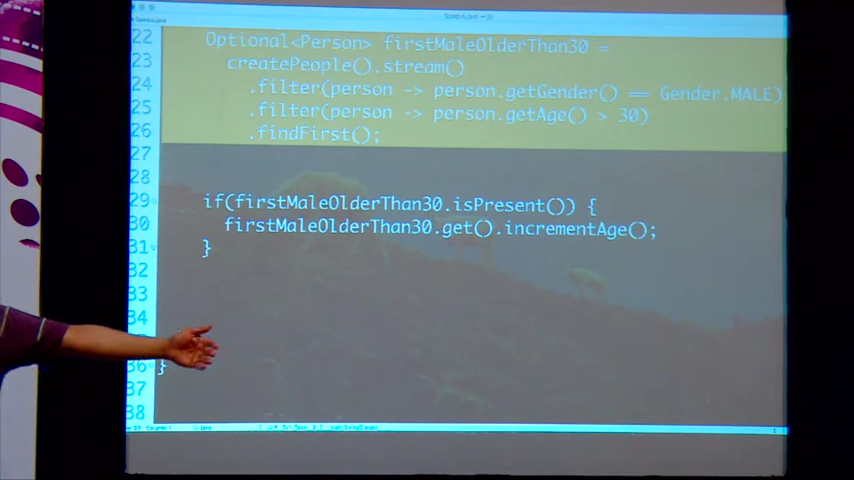 Sample.java
22 Optional<Person> firstMaleOlderThan30 =
23 createPeople().stream()
24 .filter(person -> person.getGender() == Gender.MALE)
25 .filter(person -> person.getAge() > 30)
26 .findFirst();
27
28
29 if(firstMaleOlderThan30.isPresent()) {
30 firstMaleOlderThan30.get().incrementAge();
31 }
32
33
34
36 }
37
38